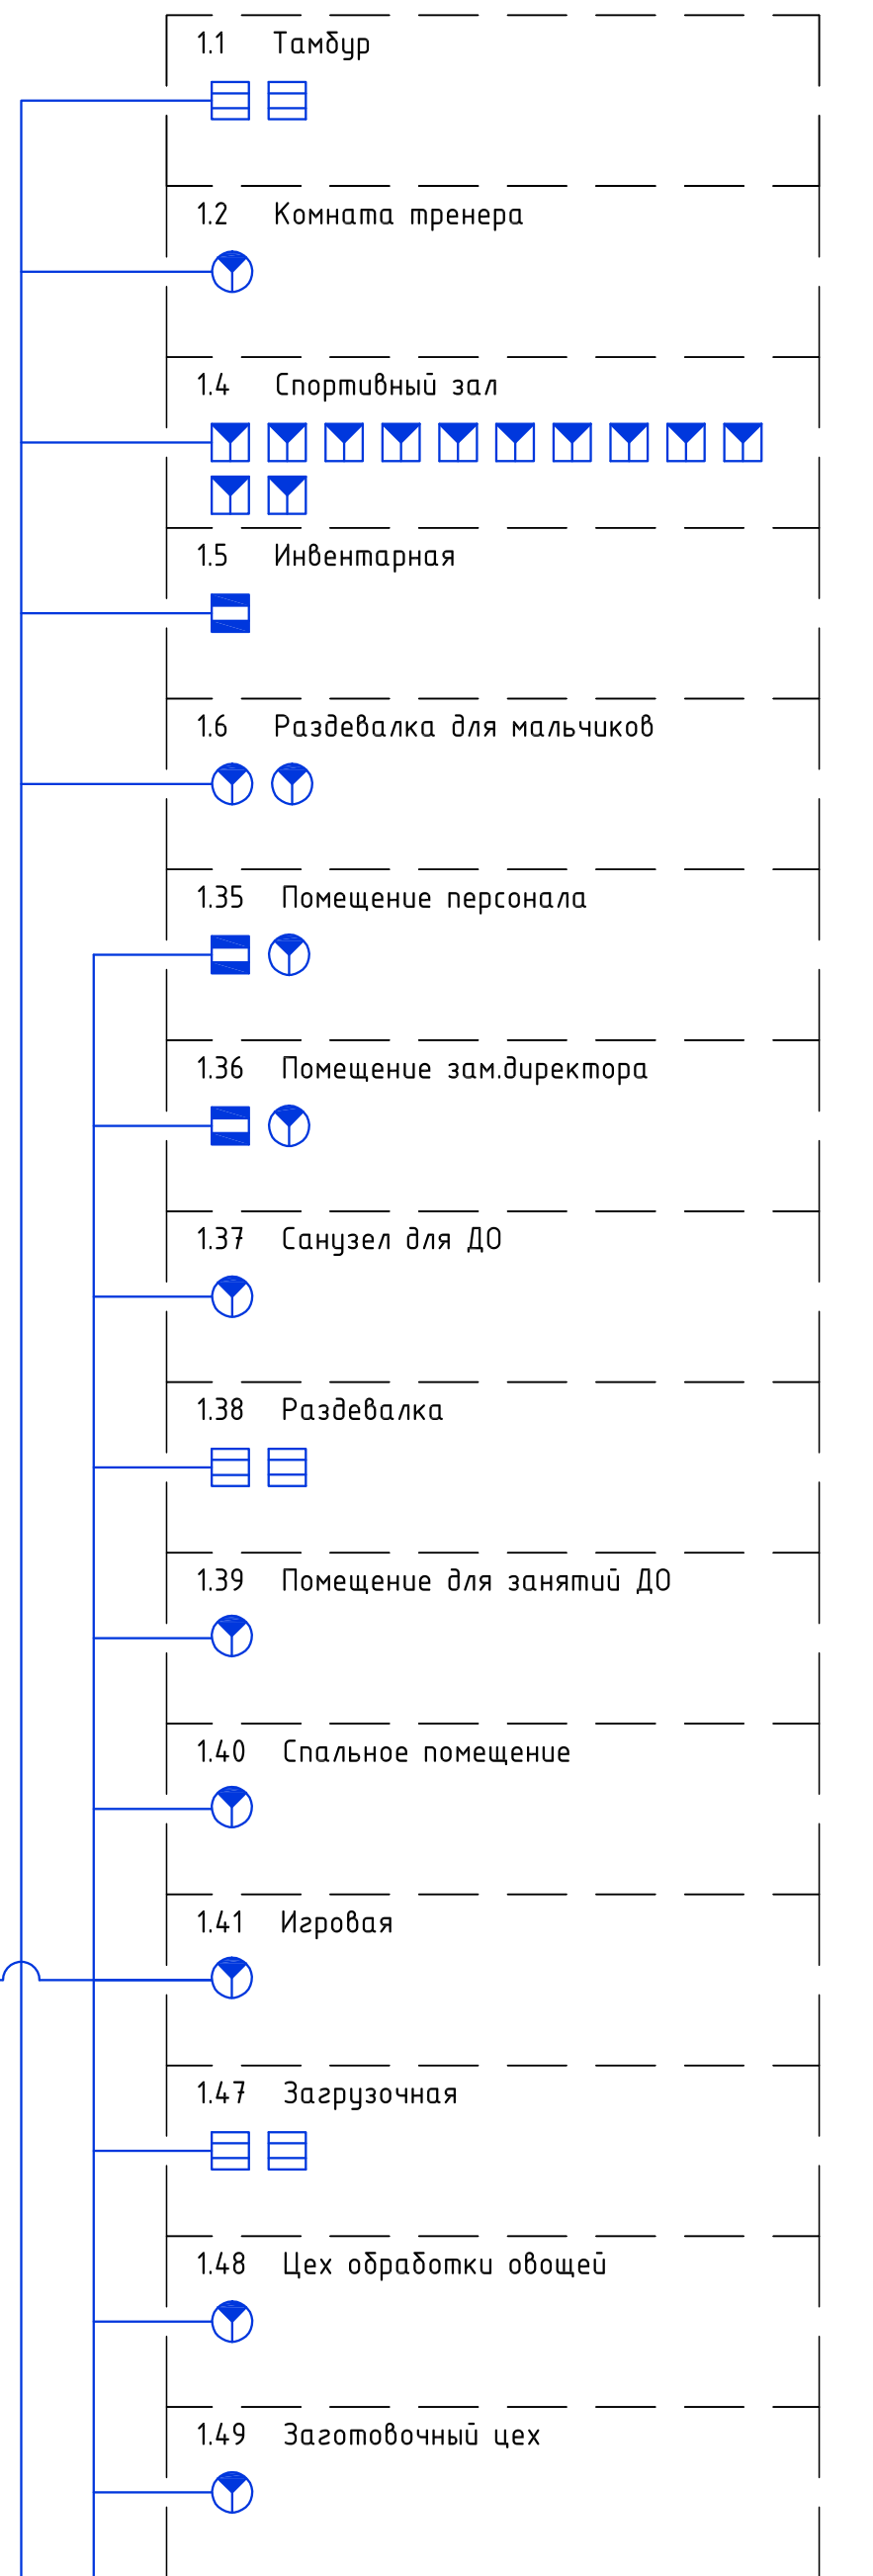 1.1 Тамбур
1.2 Комната тренера
1.4 Спортивный зал
1.5 Инвентарная
1.6 Раздевалка для мальчиков
1.35 Помещение персонала
1.36 Помещение зам.директора
1.37 Санузел для ДО
1.38 Раздевалка
1.39 Помещение для занятий ДО
1.40 Спальное помещение
1.41 Игровая
1.47 Загрузочная
1.48 Цех обработки овощей
1.49 Заготовочный цех